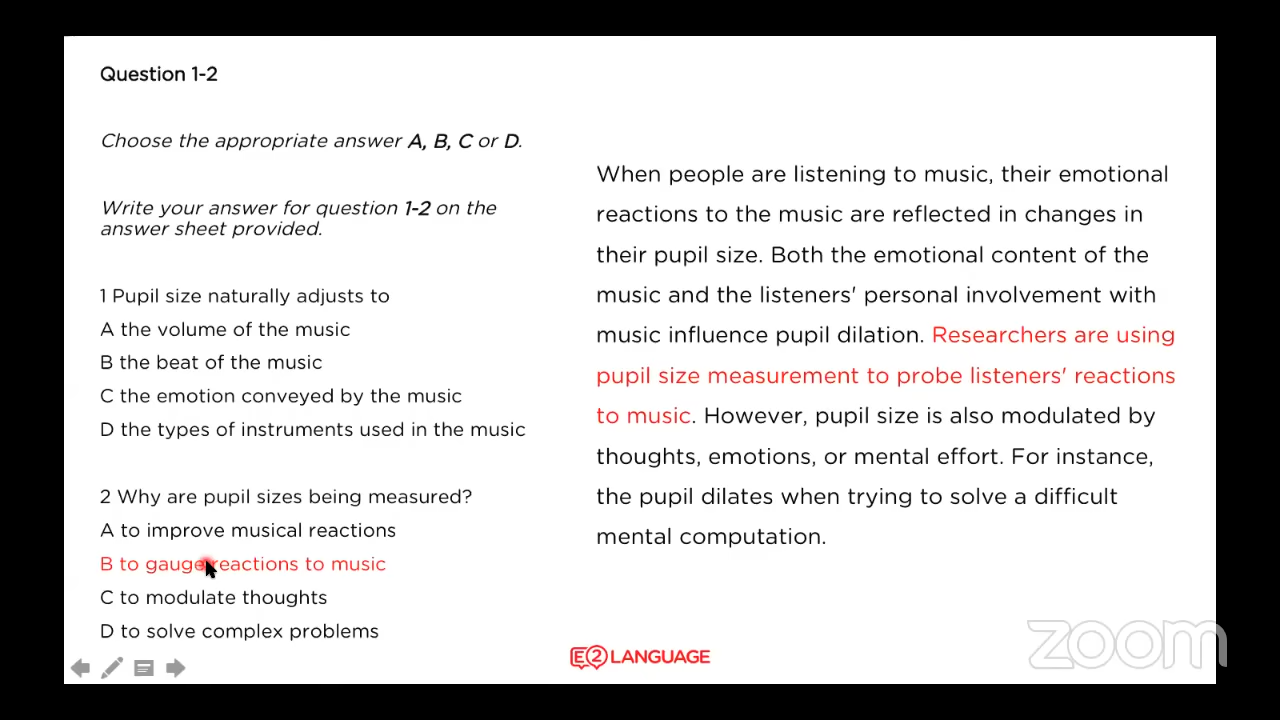 Question 1-2
Choose the appropriate answer A, B, C or D.
Write your answer for question 1-2 on the
answer sheet provided.
1 Pupil size naturally adjusts to
A the volume of the music
B the beat of the music
C the emotion conveyed by the music
D the types of instruments used in the music
2 Why are pupil sizes being measured?
A to improve musical reactions
B to gauge reactions to music
C to modulate thoughts
D to solve complex problems
When people are listening to music, their emotional
reactions to the music are reflected in changes in
their pupil size. Both the emotional content of the
music and the listeners' personal involvement with
music influence pupil dilation. Researchers are using
pupil size measurement to probe listeners' reactions
to music. However, pupil size is also modulated by
thoughts, emotions, or mental effort. For instance,
the pupil dilates when trying to solve a difficult
mental computation.
E2 LANGUAGE
zoom